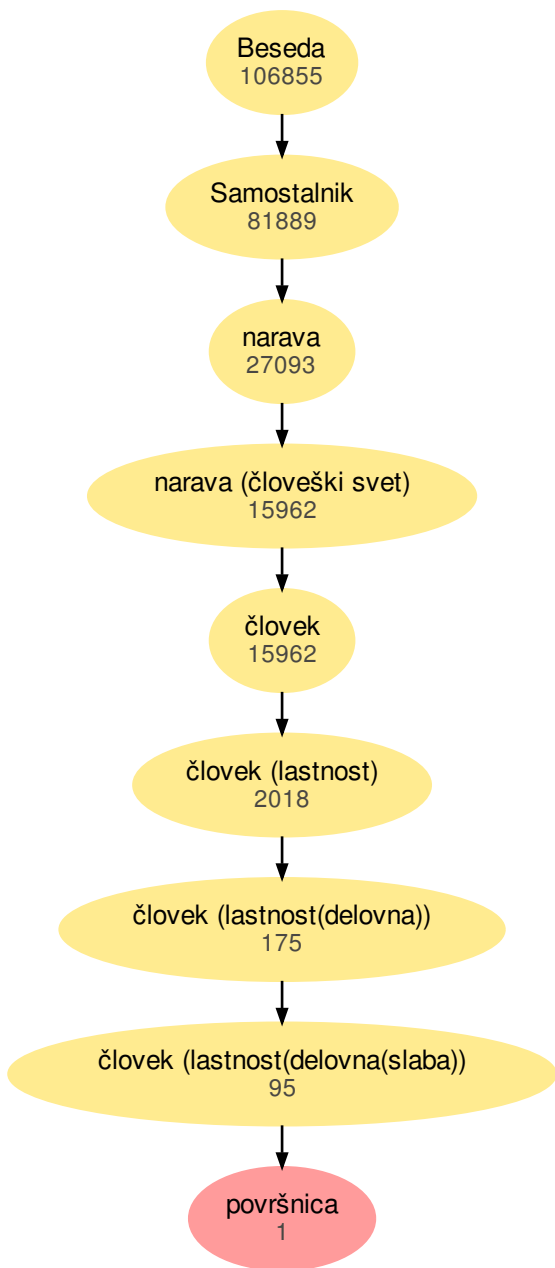 Beseda
106855
Samostalnik
81889
narava
27093
narava (človeški svet)
15962
človek
15962
človek (lastnost)
2018
človek (lastnost(delovna))
175
človek (lastnost(delovna(slaba))
95
površnica
1